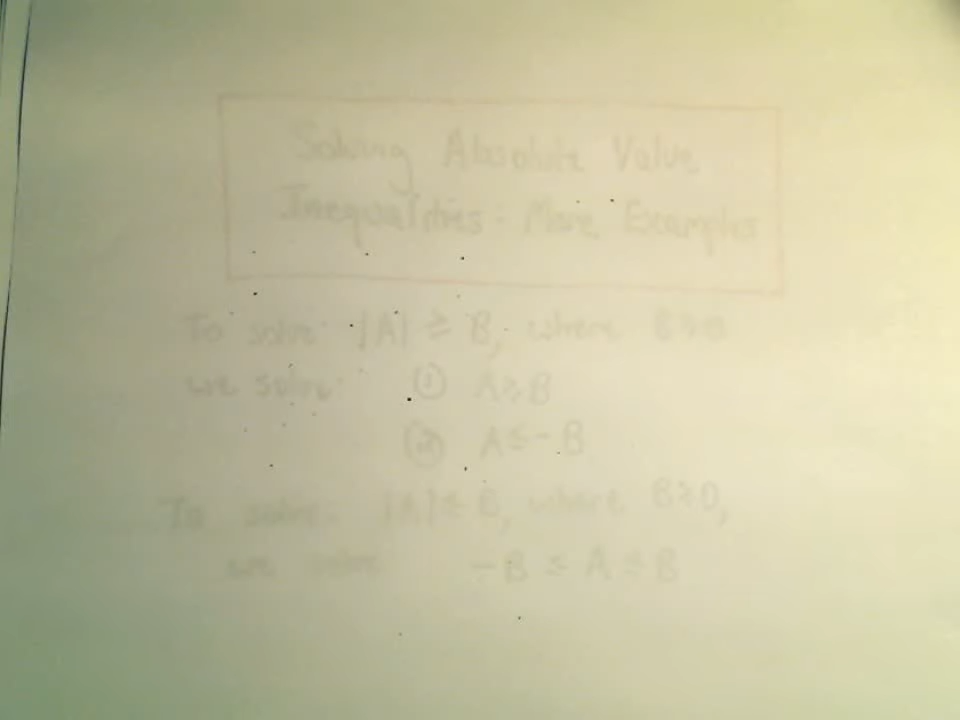 Solving Absolute Value
Inequalities: More Examples
To solve: |A| ≥ B, where B≥0
we solve: ① A≥B
② A≤-B
To solve: |A| ≤ B, where B≥0,
we solve -B ≤ A ≤ B